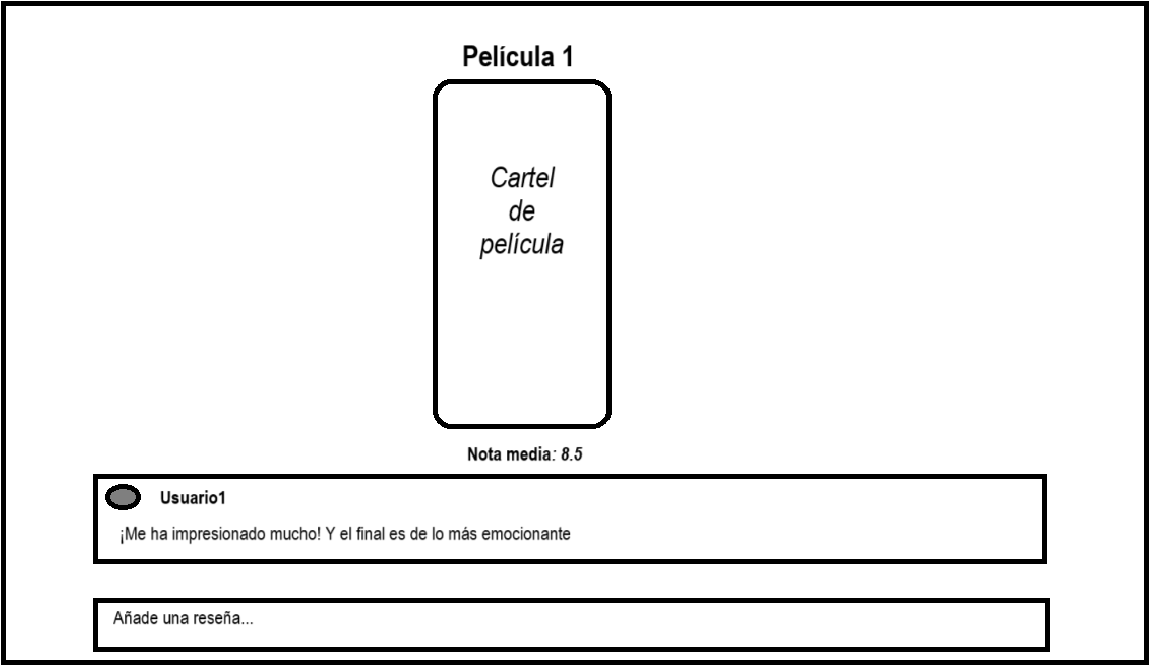 Película 1
Cartel
de
película
Nota media: 8.5
Usuario1
¡Me ha impresionado mucho! Y el final es de lo más emocionante
Añade una reseña...